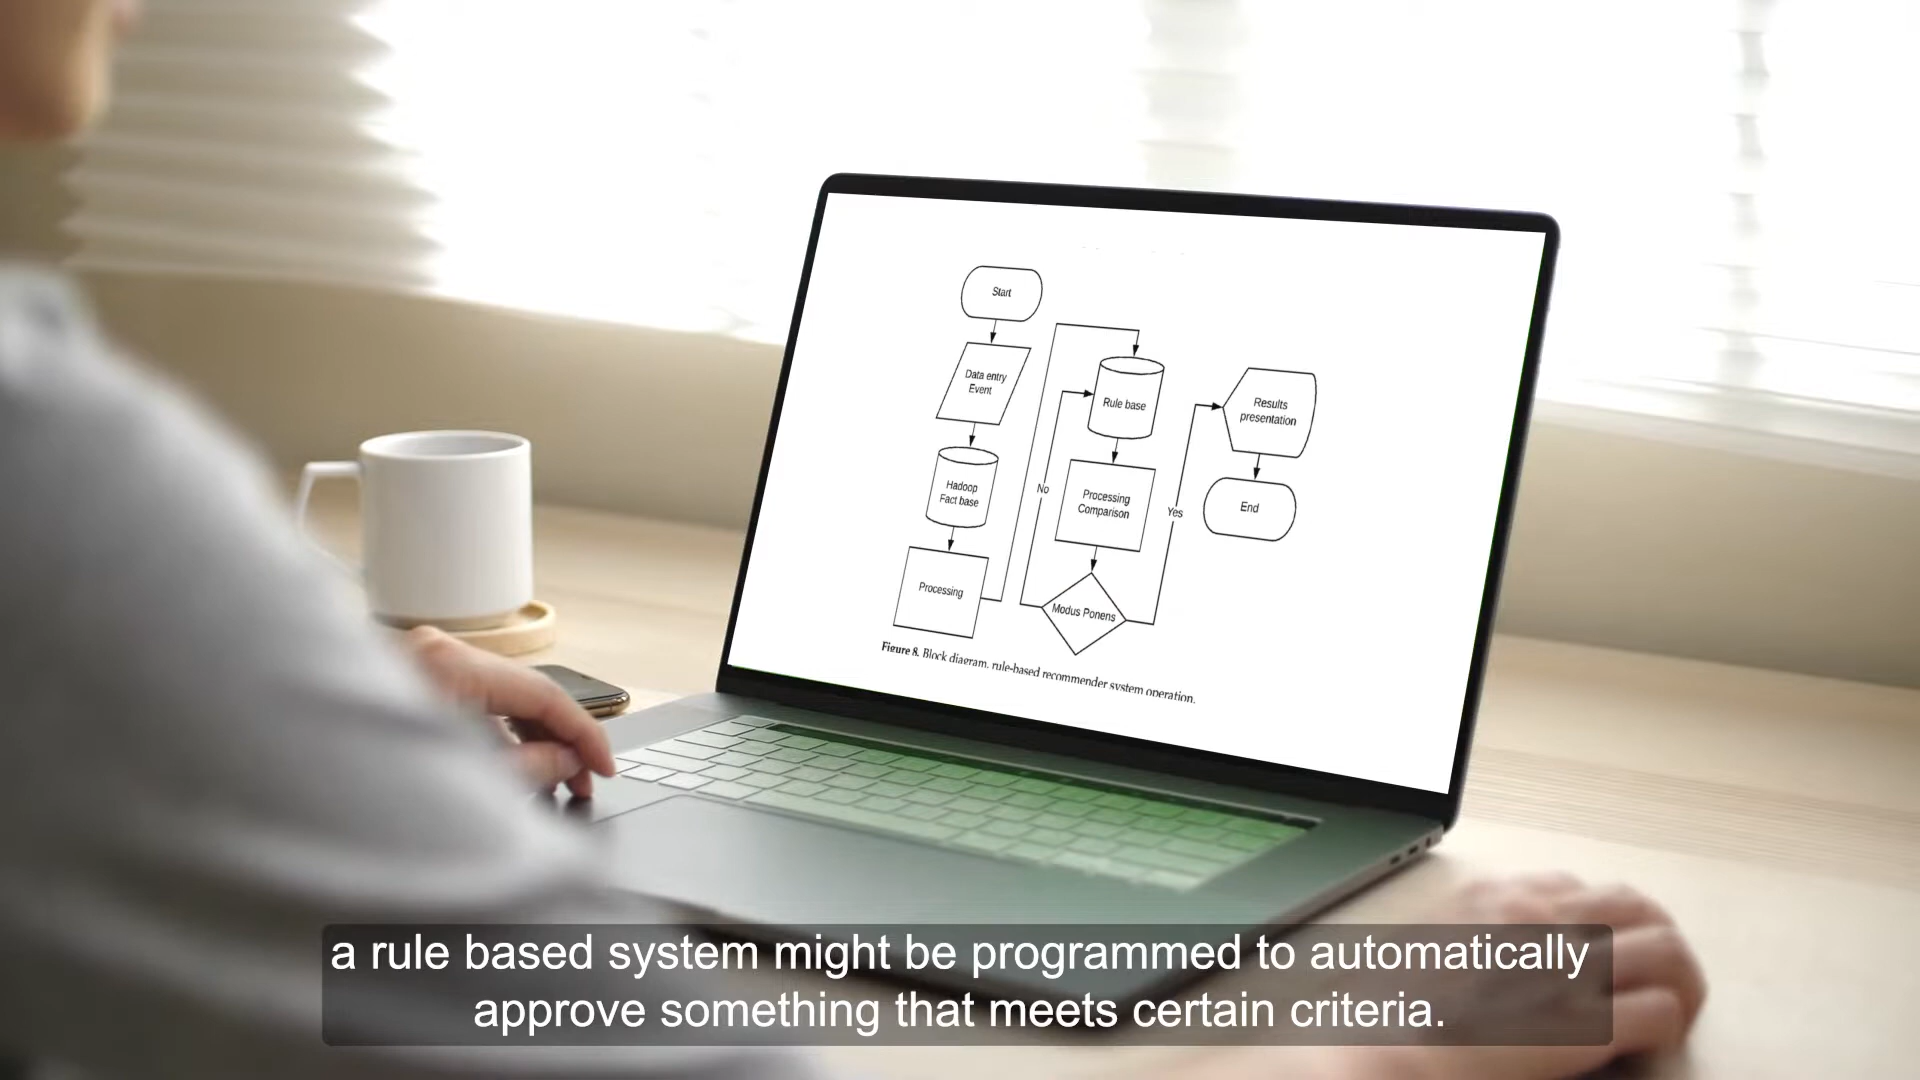 Start
Data entry
Event
Hadoop
Fact base
Processing
Rule base
Processing
Comparison
Modus Ponens
No
Yes
Results
presentation
End
Figure 8. Block diagram, rule-based recommender system operation.
a rule based system might be programmed to automatically
approve something that meets certain criteria.